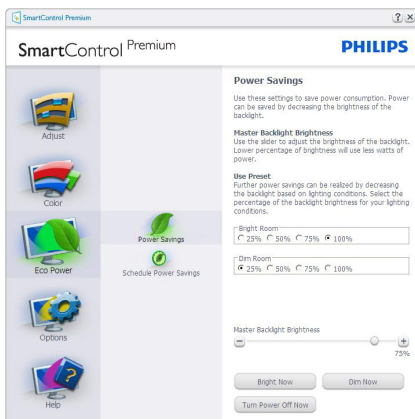 SmartControl Premium
SmartControl Premium
PHILIPS
Adjust
Color
Eco Power
Options
Help
Power Savings
Schedule Power Savings
Power Savings
Use these settings to save power consumption. Power
can be saved by decreasing the brightness of the
backlight.
Master Backlight Brightness
Use the slider to adjust the brightness of the backlight.
Lower percentage of brightness will use less watts of
power.
Use Preset
Further power savings can be realized by decreasing
the backlight based on lighting conditions. Select the
percentage of the backlight brightness for your lighting
conditions.
Bright Room
25% 50% 75% 100%
Dim Room
25% 50% 75% 100%
Master Backlight Brightness
75%
Bright Now Dim Now
Turn Power Off Now